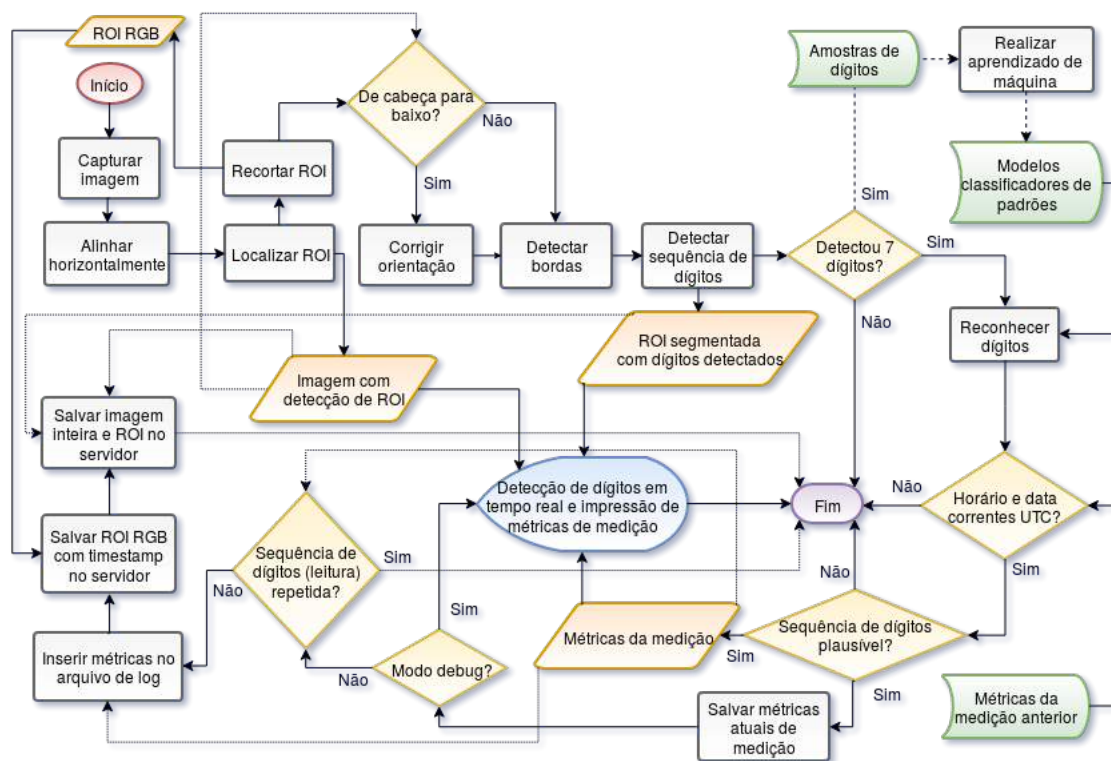 ROI RGB
Início
Capturar
imagem
Alinhar
horizontalmente
Recortar ROI
Localizar ROI
De cabeça para
baixo?
Não
Sim
Corrigir
orientação
Detectar
bordas
Detectar
sequência de
dígitos
Amostras de
dígitos
Realizar
aprendizado de
máquina
Modelos
classificadores de
padrões
Sim
Detectou 7
dígitos?
Sim
Não
Reconhecer
dígitos
ROI segmentada
com dígitos detectados
Imagem com
detecção de ROI
Salvar imagem
inteira e ROI no
servidor
Salvar ROI RGB
com timestamp
no servidor
Inserir métricas no
arquivo de log
Sequência de
dígitos (leitura)
repetida?
Sim
Não
Detecção de dígitos em
tempo real e impressão de
métricas de medição
Fim
Não
Horário e data
correntes UTC?
Sim
Não
Sequência de dígitos
plausível?
Sim
Sim
Métricas da medição
Sim
Modo debug?
Não
Salvar métricas
atuais de
medição
Métricas da
medição anterior